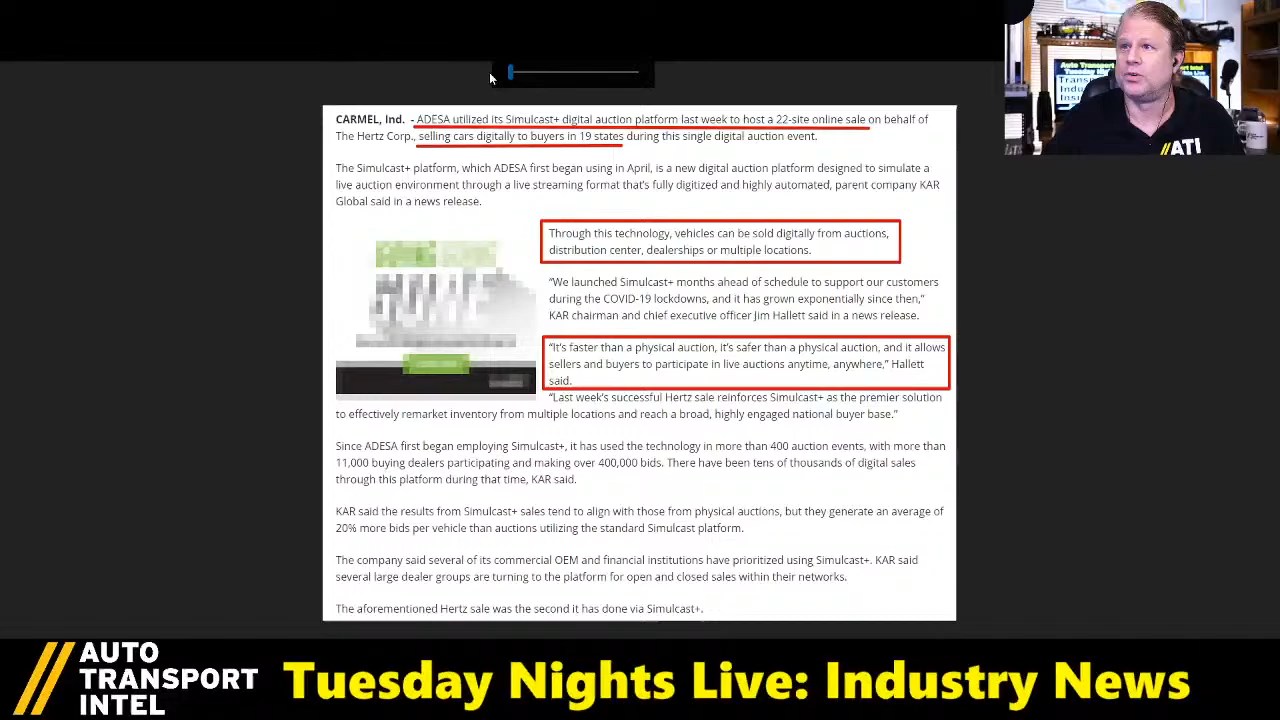 CARMEL, Ind. - ADESA utilized its Simulcast+ digital auction platform last week to host a 22-site online sale on behalf of
The Hertz Corp., selling cars digitally to buyers in 19 states during this single digital auction event.
The Simulcast+ platform, which ADESA first began using in April, is a new digital auction platform designed to simulate a
live auction environment through a live streaming format that's fully digitized and highly automated, parent company KAR
Global said in a news release.
Through this technology, vehicles can be sold digitally from auctions,
distribution center, dealerships or multiple locations.
“We launched Simulcast+ months ahead of schedule to support our customers
during the COVID-19 lockdowns, and it has grown exponentially since then,”
KAR chairman and chief executive officer Jim Hallett said in a news release.
“It's faster than a physical auction, it's safer than a physical auction, and it allows
sellers and buyers to participate in live auctions anytime, anywhere,” Hallett
said.
“Last week's successful Hertz sale reinforces Simulcast+ as the premier solution
to effectively remarket inventory from multiple locations and reach a broad, highly engaged national buyer base.”
Since ADESA first began employing Simulcast+, it has used the technology in more than 400 auction events, with more than
11,000 buying dealers participating and making over 400,000 bids. There have been tens of thousands of digital sales
through this platform during that time, KAR said.
KAR said the results from Simulcast+ sales tend to align with those from physical auctions, but they generate an average of
20% more bids per vehicle than auctions utilizing the standard Simulcast platform.
The company said several of its commercial OEM and financial institutions have prioritized using Simulcast+. KAR said
several large dealer groups are turning to the platform for open and closed sales within their networks.
The aforementioned Hertz sale was the second it has done via Simulcast+.
ATI
AUTO
TRANSPORT
INTEL
Tuesday Nights Live: Industry News